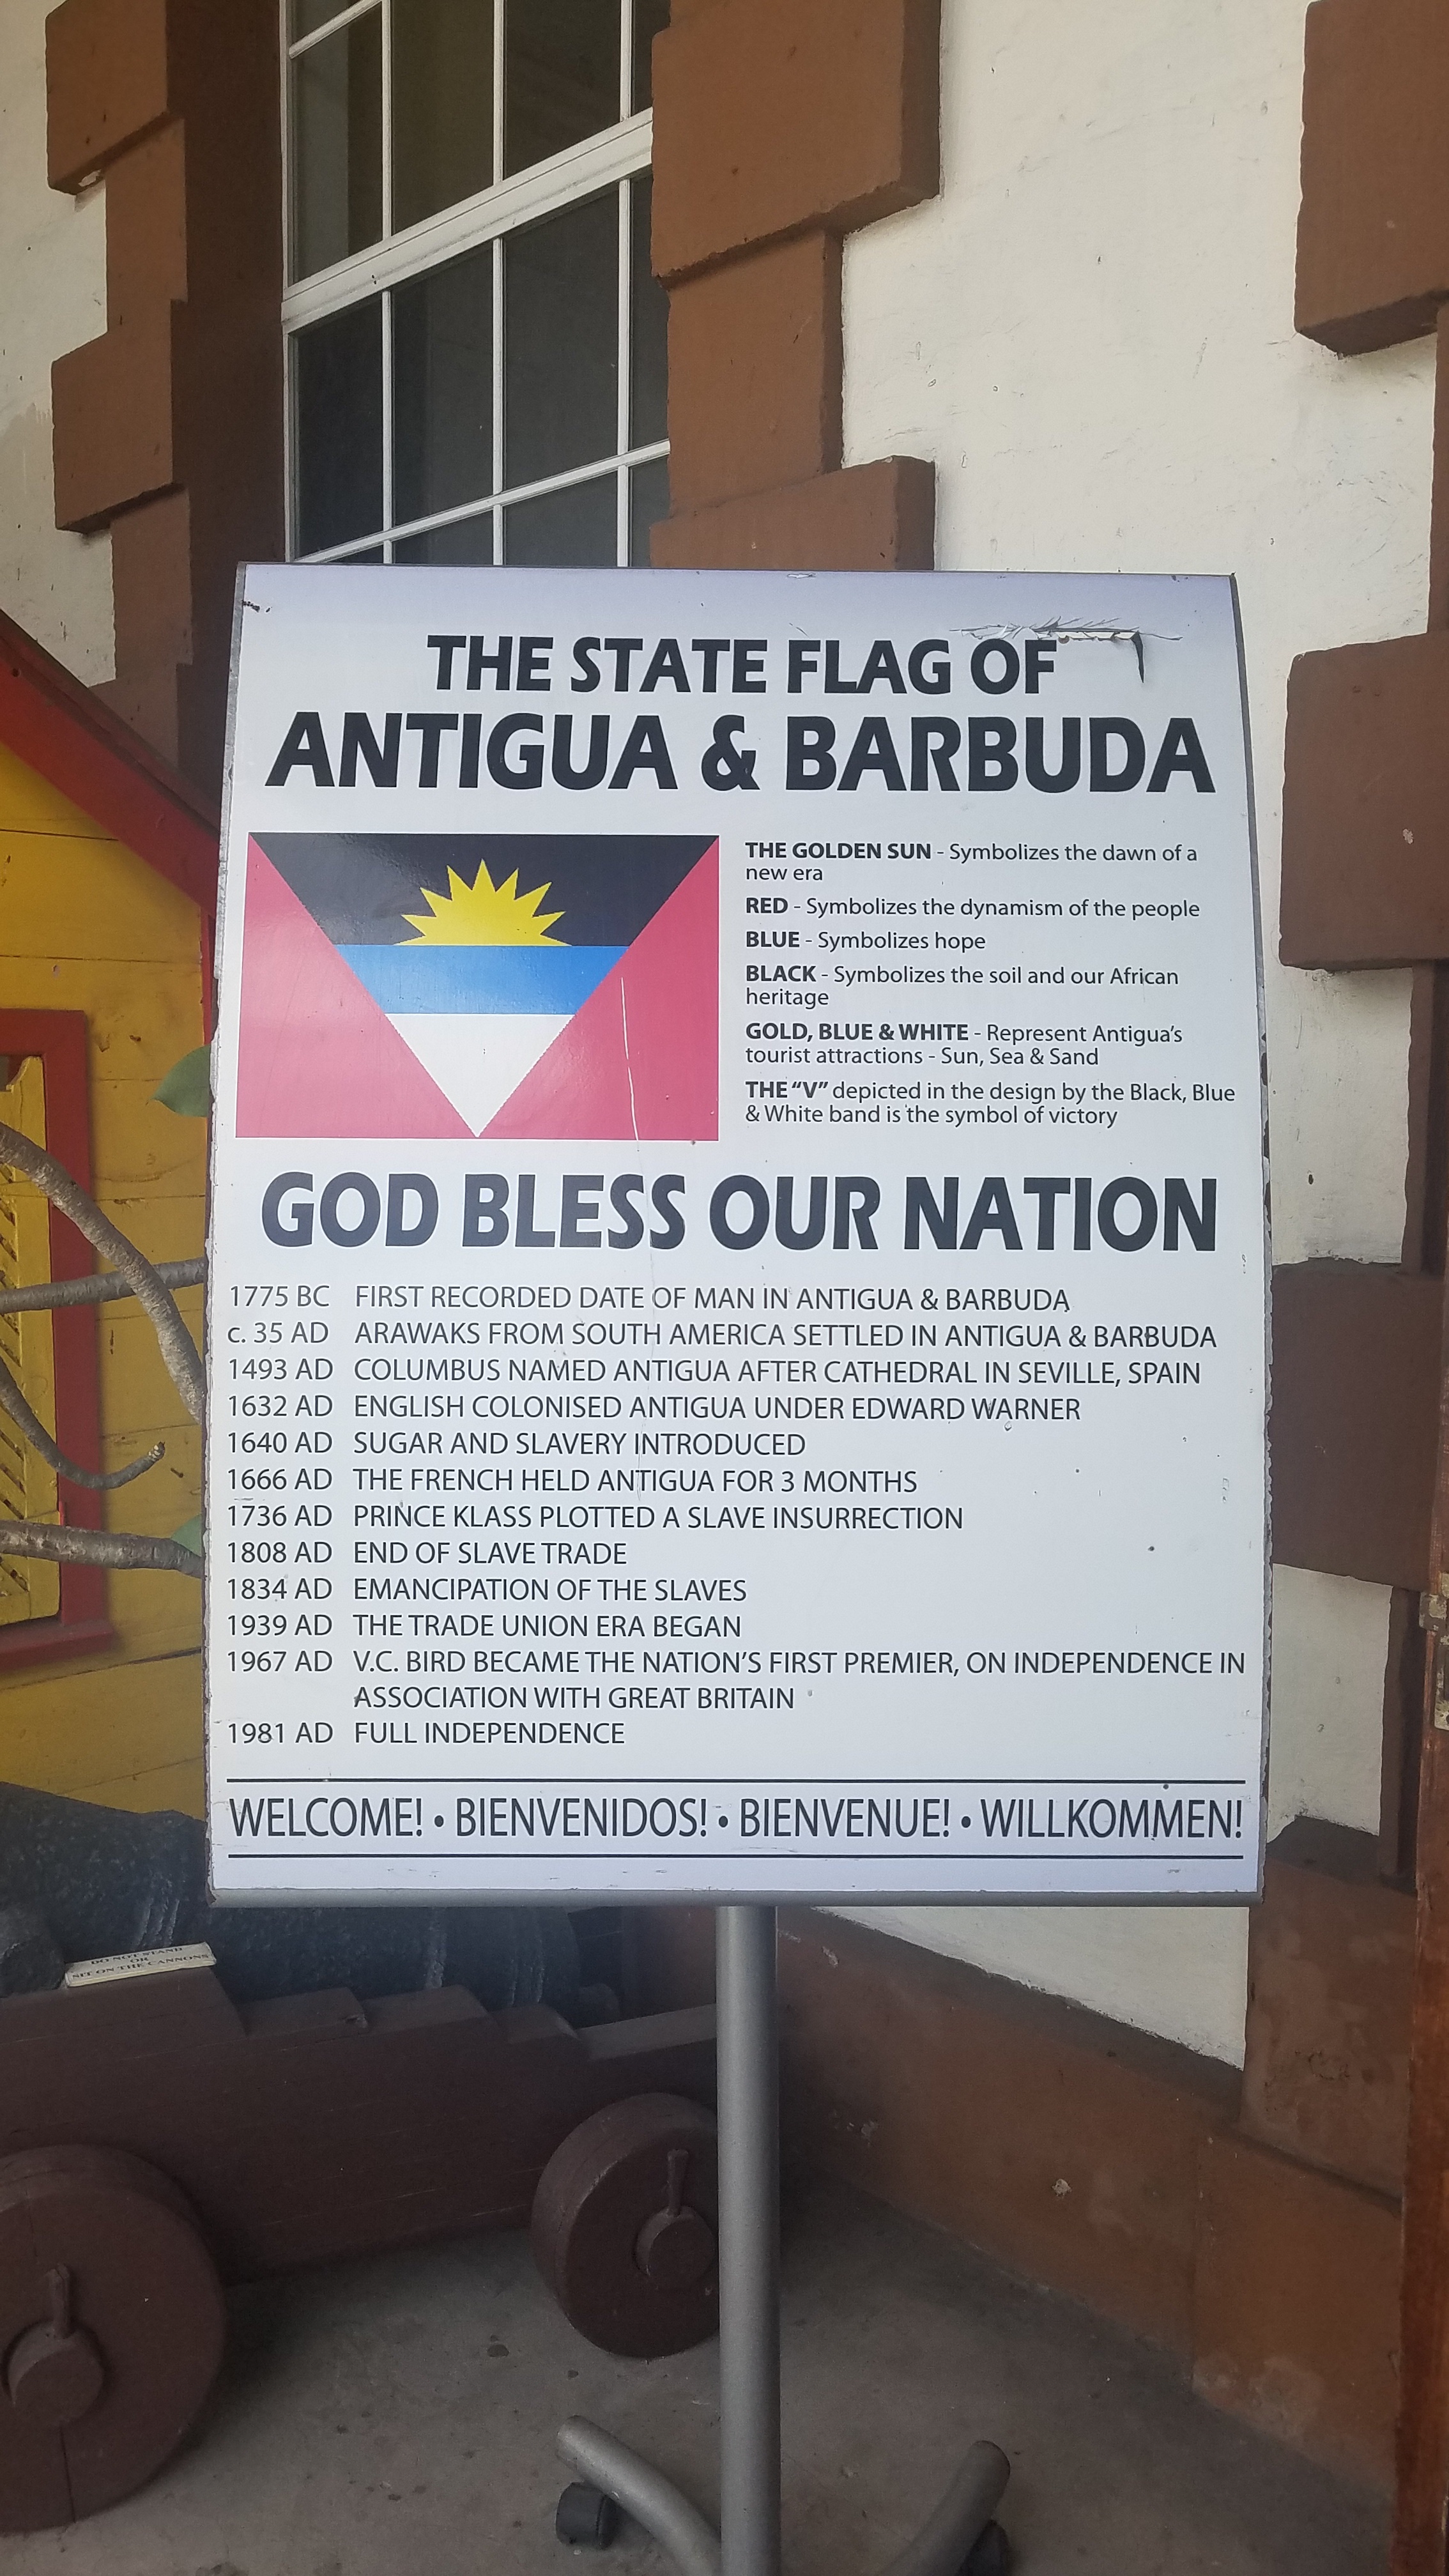 THE STATE FLAG OF
ANTIGUA & BARBUDA
THE GOLDEN SUN - Symbolizes the dawn of a
new era
RED - Symbolizes the dynamism of the people
BLUE - Symbolizes hope
BLACK - Symbolizes the soil and our African
heritage
GOLD, BLUE & WHITE - Represent Antigua's
tourist attractions - Sun, Sea & Sand
THE "V" depicted in the design by the Black, Blue
& White band is the symbol of victory
GOD BLESS OUR NATION
1775 BC FIRST RECORDED DATE OF MAN IN ANTIGUA & BARBUDA
c. 35 AD ARAWAKS FROM SOUTH AMERICA SETTLED IN ANTIGUA & BARBUDA
1493 AD COLUMBUS NAMED ANTIGUA AFTER CATHEDRAL IN SEVILLE, SPAIN
1632 AD ENGLISH COLONISED ANTIGUA UNDER EDWARD WARNER
1640 AD SUGAR AND SLAVERY INTRODUCED
1666 AD THE FRENCH HELD ANTIGUA FOR 3 MONTHS
1736 AD PRINCE KLASS PLOTTED A SLAVE INSURRECTION
1808 AD END OF SLAVE TRADE
1834 AD EMANCIPATION OF THE SLAVES
1939 AD THE TRADE UNION ERA BEGAN
1967 AD V.C. BIRD BECAME THE NATION'S FIRST PREMIER, ON INDEPENDENCE IN
ASSOCIATION WITH GREAT BRITAIN
1981 AD FULL INDEPENDENCE
WELCOME! • BIENVENIDOS! • BIENVENUE! • WILLKOMMEN!
DO NOT STAND
OR
SIT ON THE CANNONS